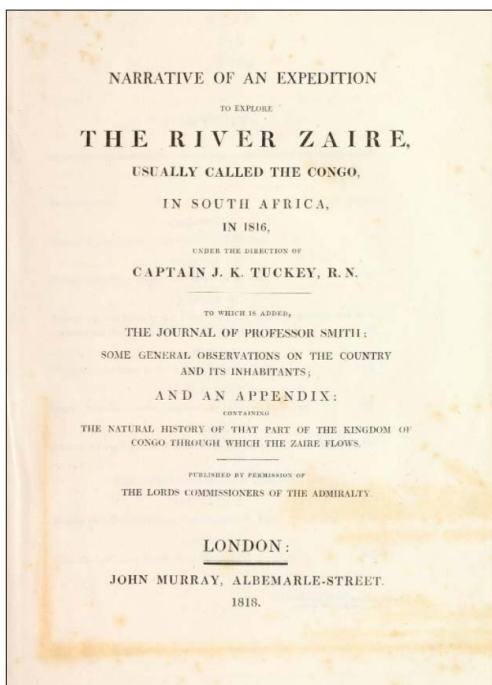 NARRATIVE OF AN EXPEDITION
TO EXPLORE
THE RIVER ZAIRE,
USUALLY CALLED THE CONGO,
IN SOUTH AFRICA,
IN 1816,
UNDER THE DIRECTION OF
CAPTAIN J. K. TUCKEY, R. N.
TO WHICH IS ADDED,
THE JOURNAL OF PROFESSOR SMITH;
SOME GENERAL OBSERVATIONS ON THE COUNTRY
AND ITS INHABITANTS;
AND AN APPENDIX:
CONTAINING
THE NATURAL HISTORY OF THAT PART OF THE KINGDOM OF
CONGO THROUGH WHICH THE ZAIRE FLOWS.
PUBLISHED BY PERMISSION OF
THE LORDS COMMISSIONERS OF THE ADMIRALTY.
LONDON:
JOHN MURRAY, ALBEMARLE-STREET.
1818.